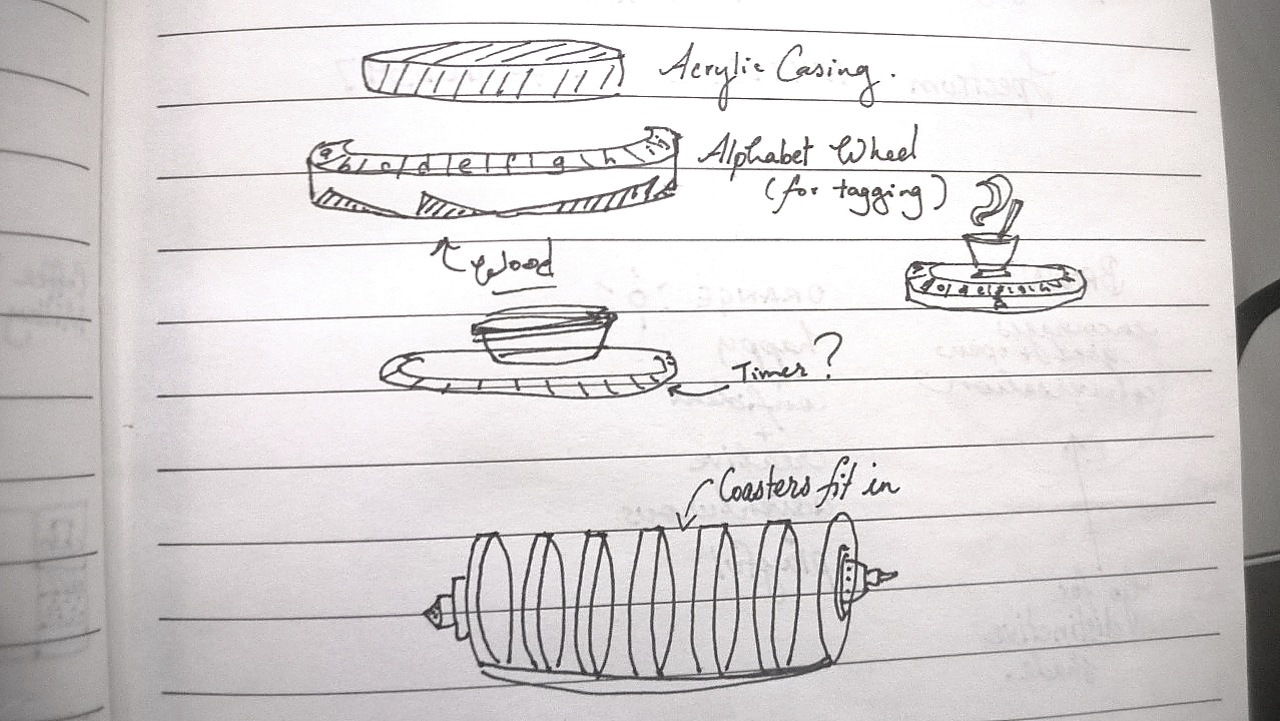 Acrylic Casing.
a b c d e f g h
Alphabet Wheel
(for tagging)
Wood
Timer?
Coasters fit in